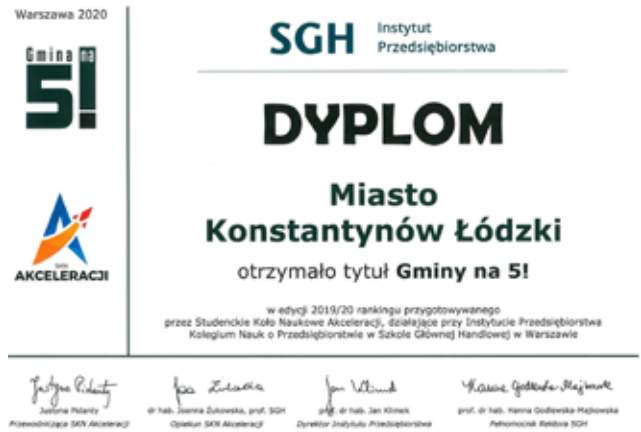 Warszawa 2020
Gmina na
5!
SKN
AKCELERACJI
SGH Instytut
Przedsiębiorstwa
DYPLOM
Miasto
Konstantynów Łódzki
otrzymało tytuł Gminy na 5!
w edycji 2019/20 rankingu przygotowywanego
przez Studenckie Koło Naukowe Akceleracji, działające przy Instytucie Przedsiębiorstwa
Kolegium Nauk o Przedsiębiorstwie w Szkole Głównej Handlowej w Warszawie
Justyna Pidanty
Przewodnicząca SKN Akceleracji
dr hab. Joanna Żukowska, prof. SGH
Opiekun SKN Akceleracji
prof. dr hab. Jan Klimek
Dyrektor Instytutu Przedsiębiorstwa
prof. dr hab. Hanna Godlewska-Majkowska
Pełnomocnik Rektora SGH